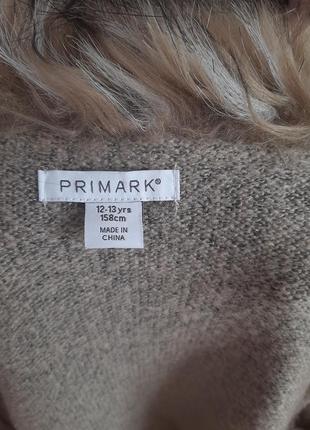 PRIMARK®
12-13 yrs
158cm
MADE IN
CHINA